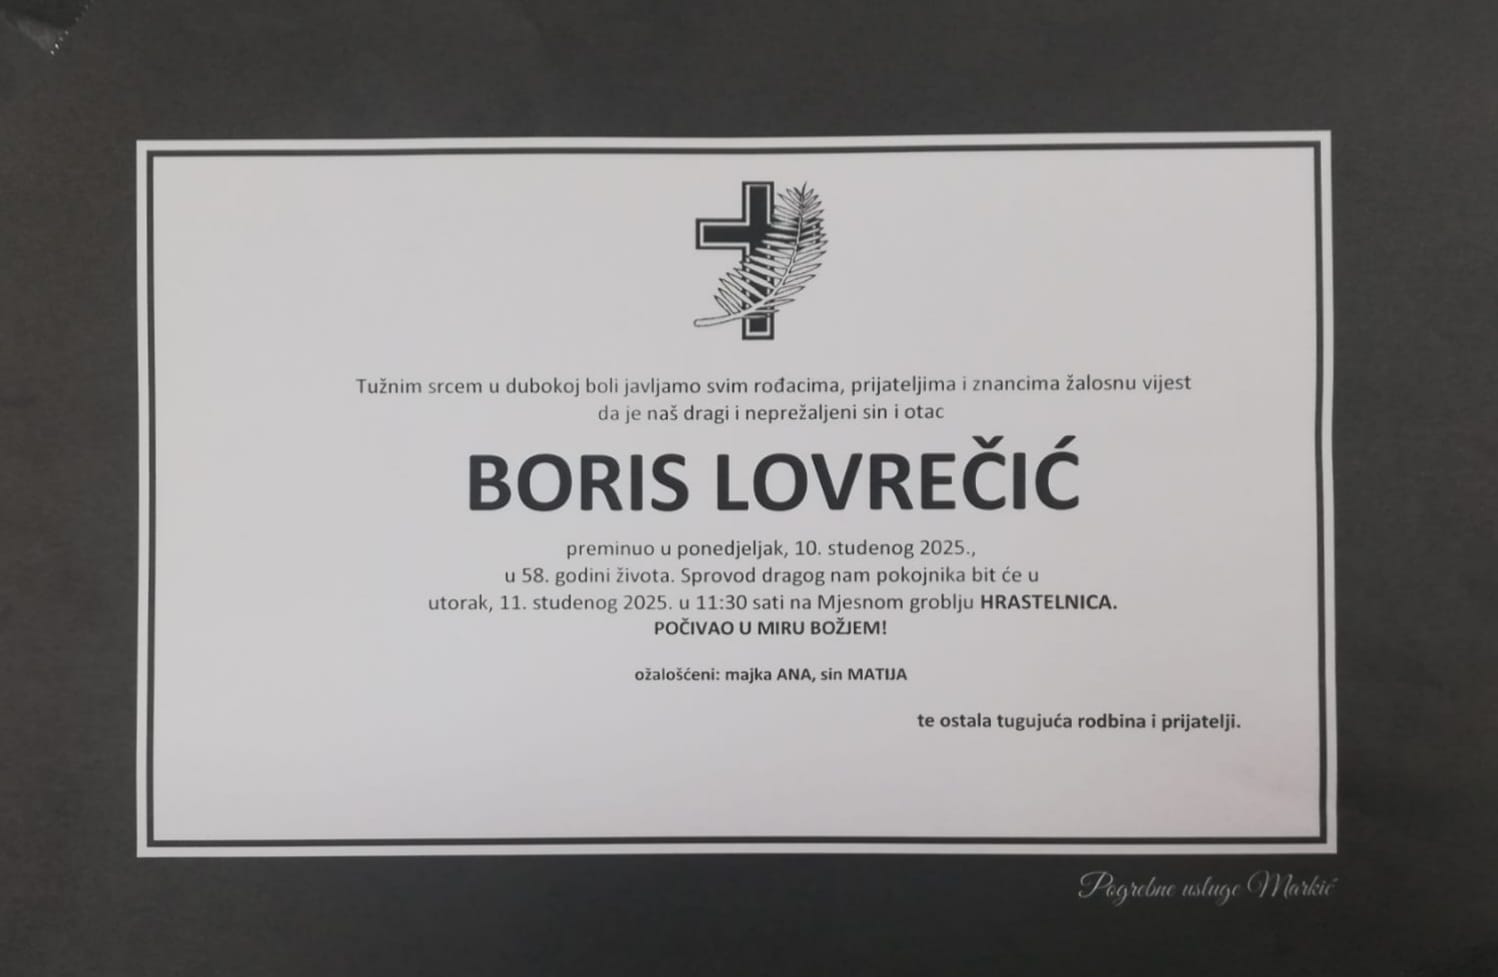 Tužnim srcem u dubokoj boli javljamo svim rođacima, prijateljima i znancima žalosnu vijest
da je naš dragi i neprežaljeni sin i otac
BORIS LOVREČIĆ
preminuo u ponedjeljak, 10. studenog 2025.,
u 58. godini života. Sprovod dragog nam pokojnika bit će u
utorak, 11. studenog 2025. u 11:30 sati na Mjesnom groblju HRASTELNICA.
POČIVAO U MIRU BOŽJEM!
ožalošćeni: majka ANA, sin MATIJA
te ostala tugujuća rodbina i prijatelji.
Pogrebne usluge Markić